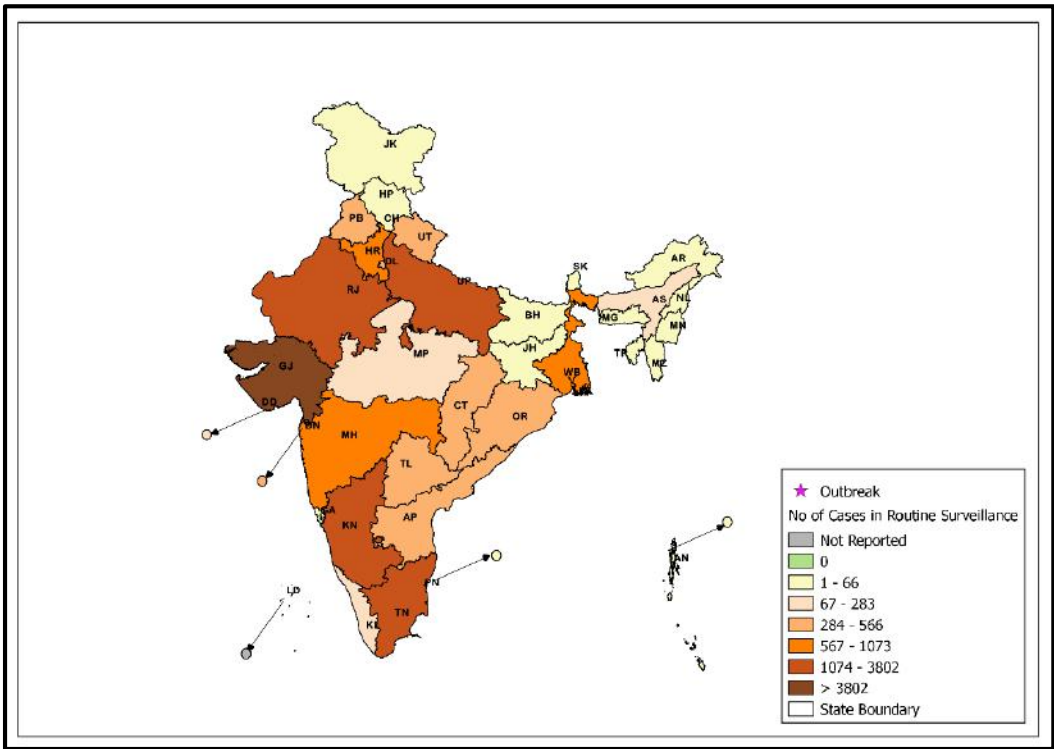 JK
HP
CH
PB
UT
HR
DL
RJ
UP
SK
AR
AS
NL
MG
MN
BH
TR
MZ
JH
MP
GJ
WB
DD
DN
CT
OR
MH
TL
AP
GA
KN
PN
AN
LD
KL
TN
Outbreak
No of Cases in Routine Surveillance
Not Reported
0
1 - 66
67 - 283
284 - 566
567 - 1073
1074 - 3802
> 3802
State Boundary